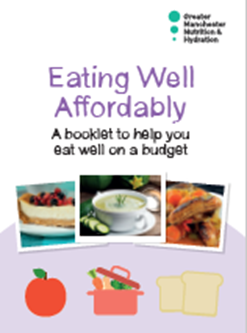 Greater
Manchester
Nutrition &
Hydration
Eating Well
Affordably
A booklet to help you
eat well on a budget